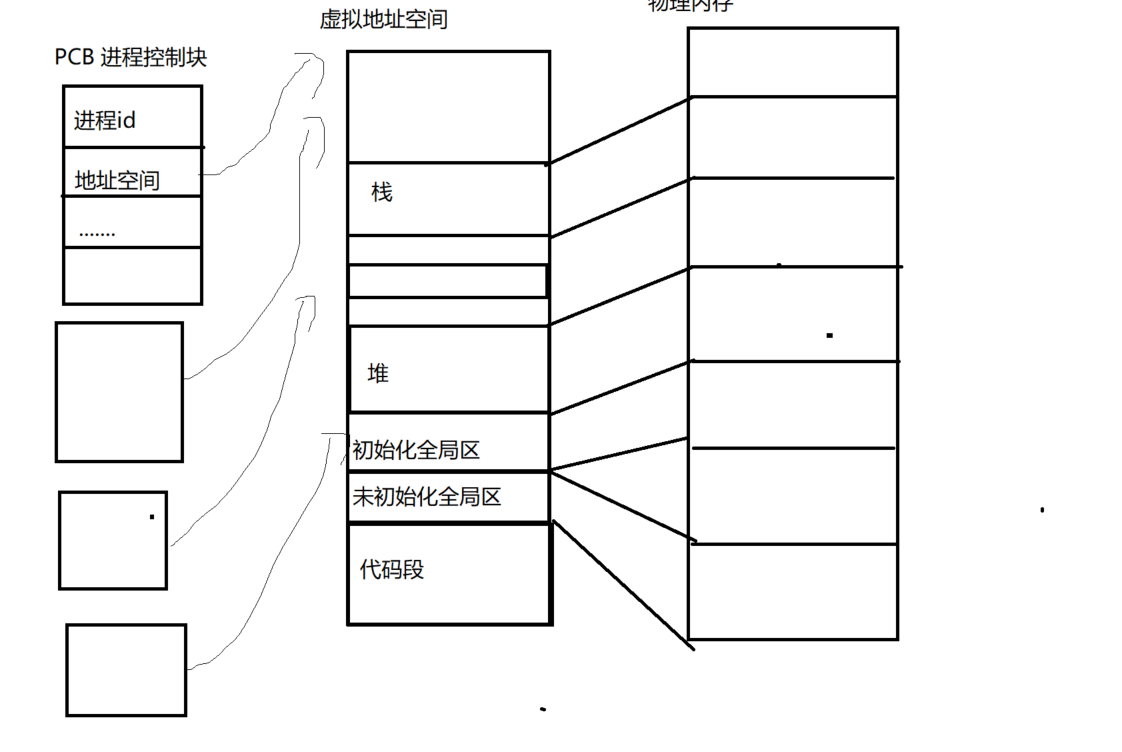 虚拟地址空间
物理内存
PCB 进程控制块
进程id
地址空间
.......
栈
堆
初始化全局区
未初始化全局区
代码段